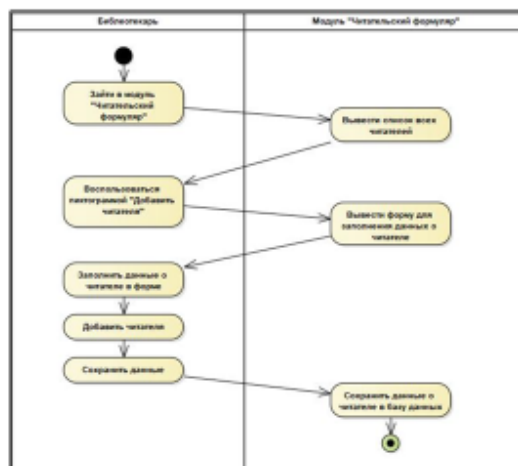 Библиотекарь
Модуль "Читательский формуляр"
Зайти в модуль
"Читательский
формуляр"
Вывести список всех
читателей
Воспользоваться
пиктограммой "Добавить
читателя"
Вывести форму для
заполнения данных о
читателе
Заполнить данные о
читателе в форме
Добавить читателя
Сохранить данные
Сохранить данные о
читателе в базу данных